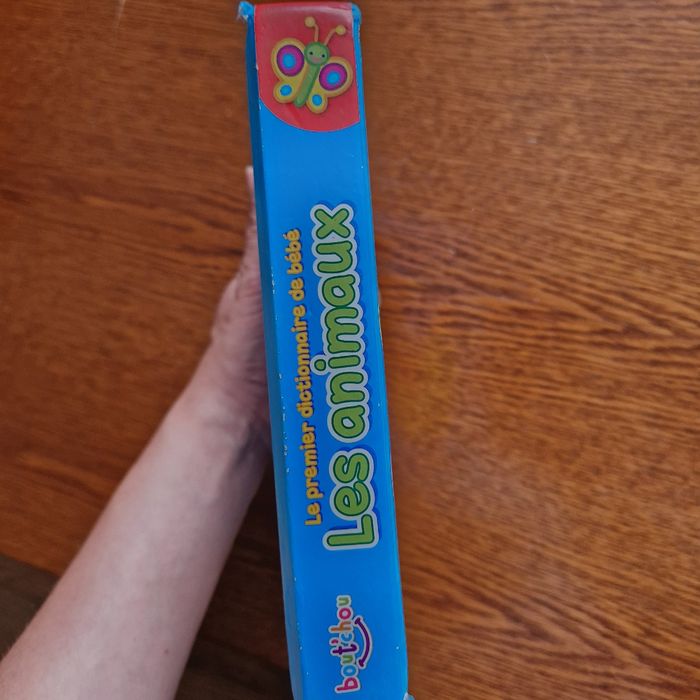 Le premier dictionnaire de bébé
Les animaux
bout'chou